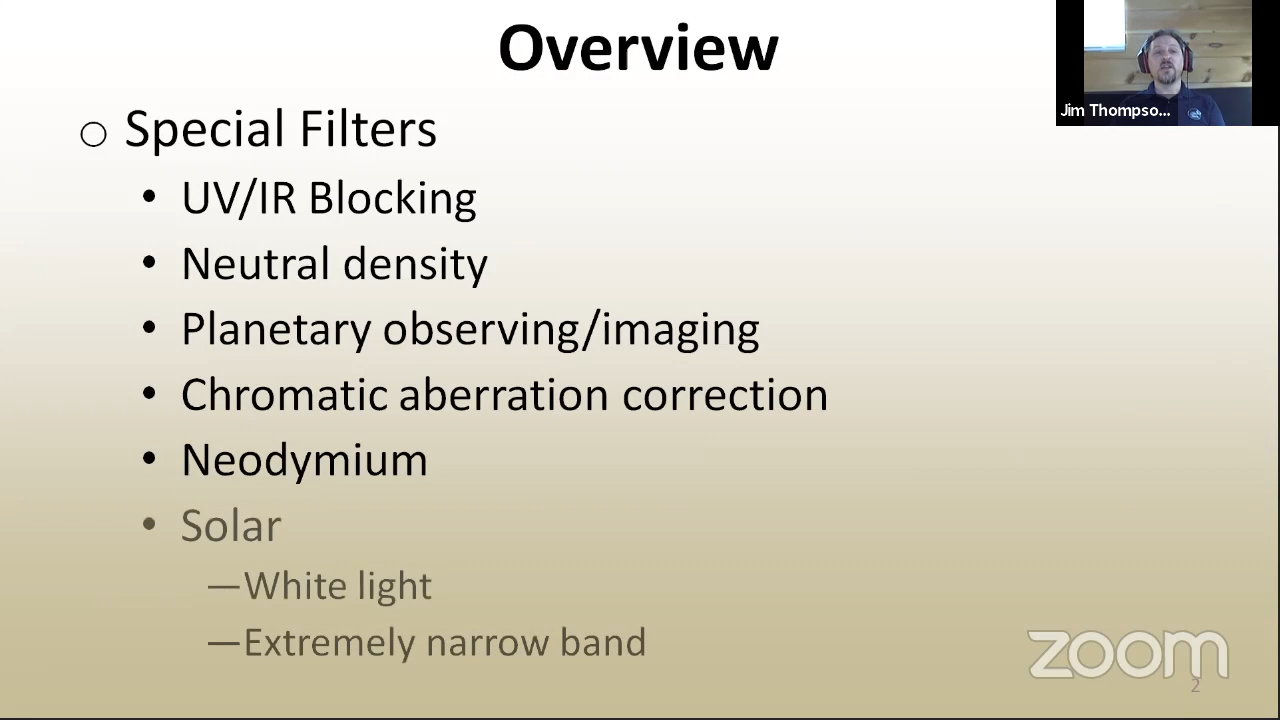 Overview
Jim Thompso...
○ Special Filters
• UV/IR Blocking
• Neutral density
• Planetary observing/imaging
• Chromatic aberration correction
• Neodymium
• Solar
—White light
—Extremely narrow band
zoom
2